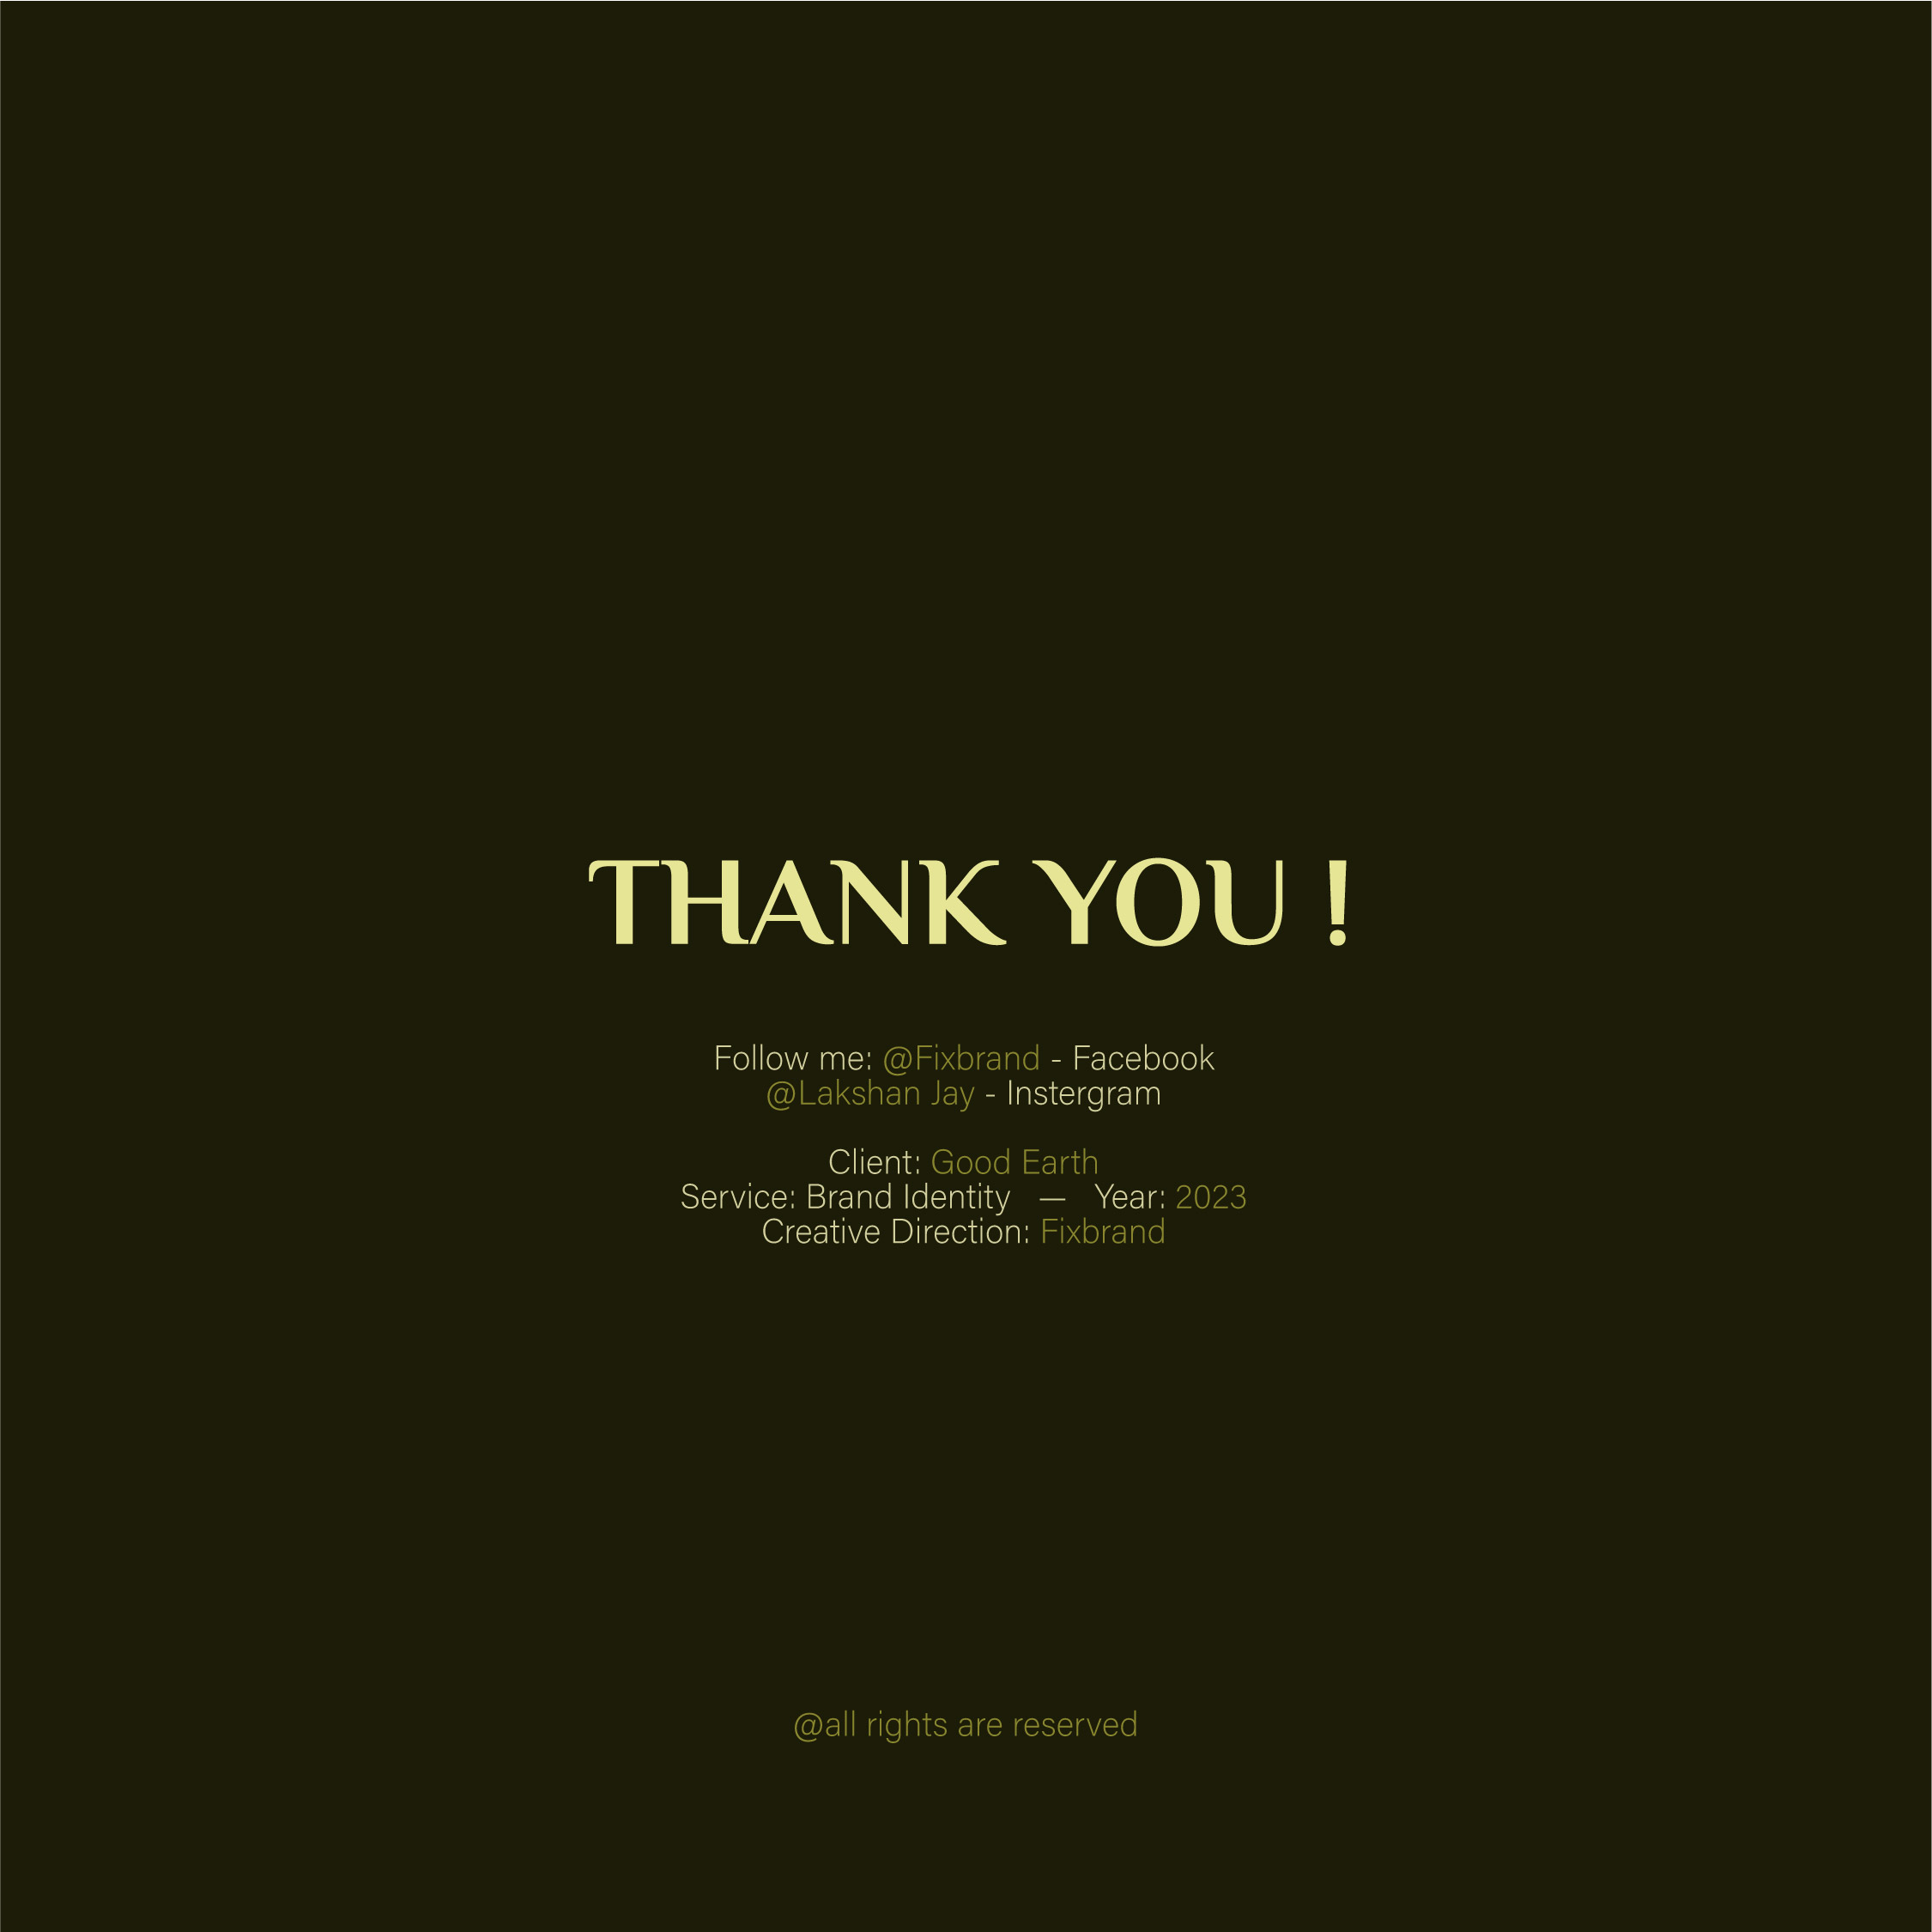 THANK YOU !
Follow me: @Fixbrand - Facebook
@Lakshan Jay - Instergram
Client: Good Earth
Service: Brand Identity — Year: 2023
Creative Direction: Fixbrand
@all rights are reserved